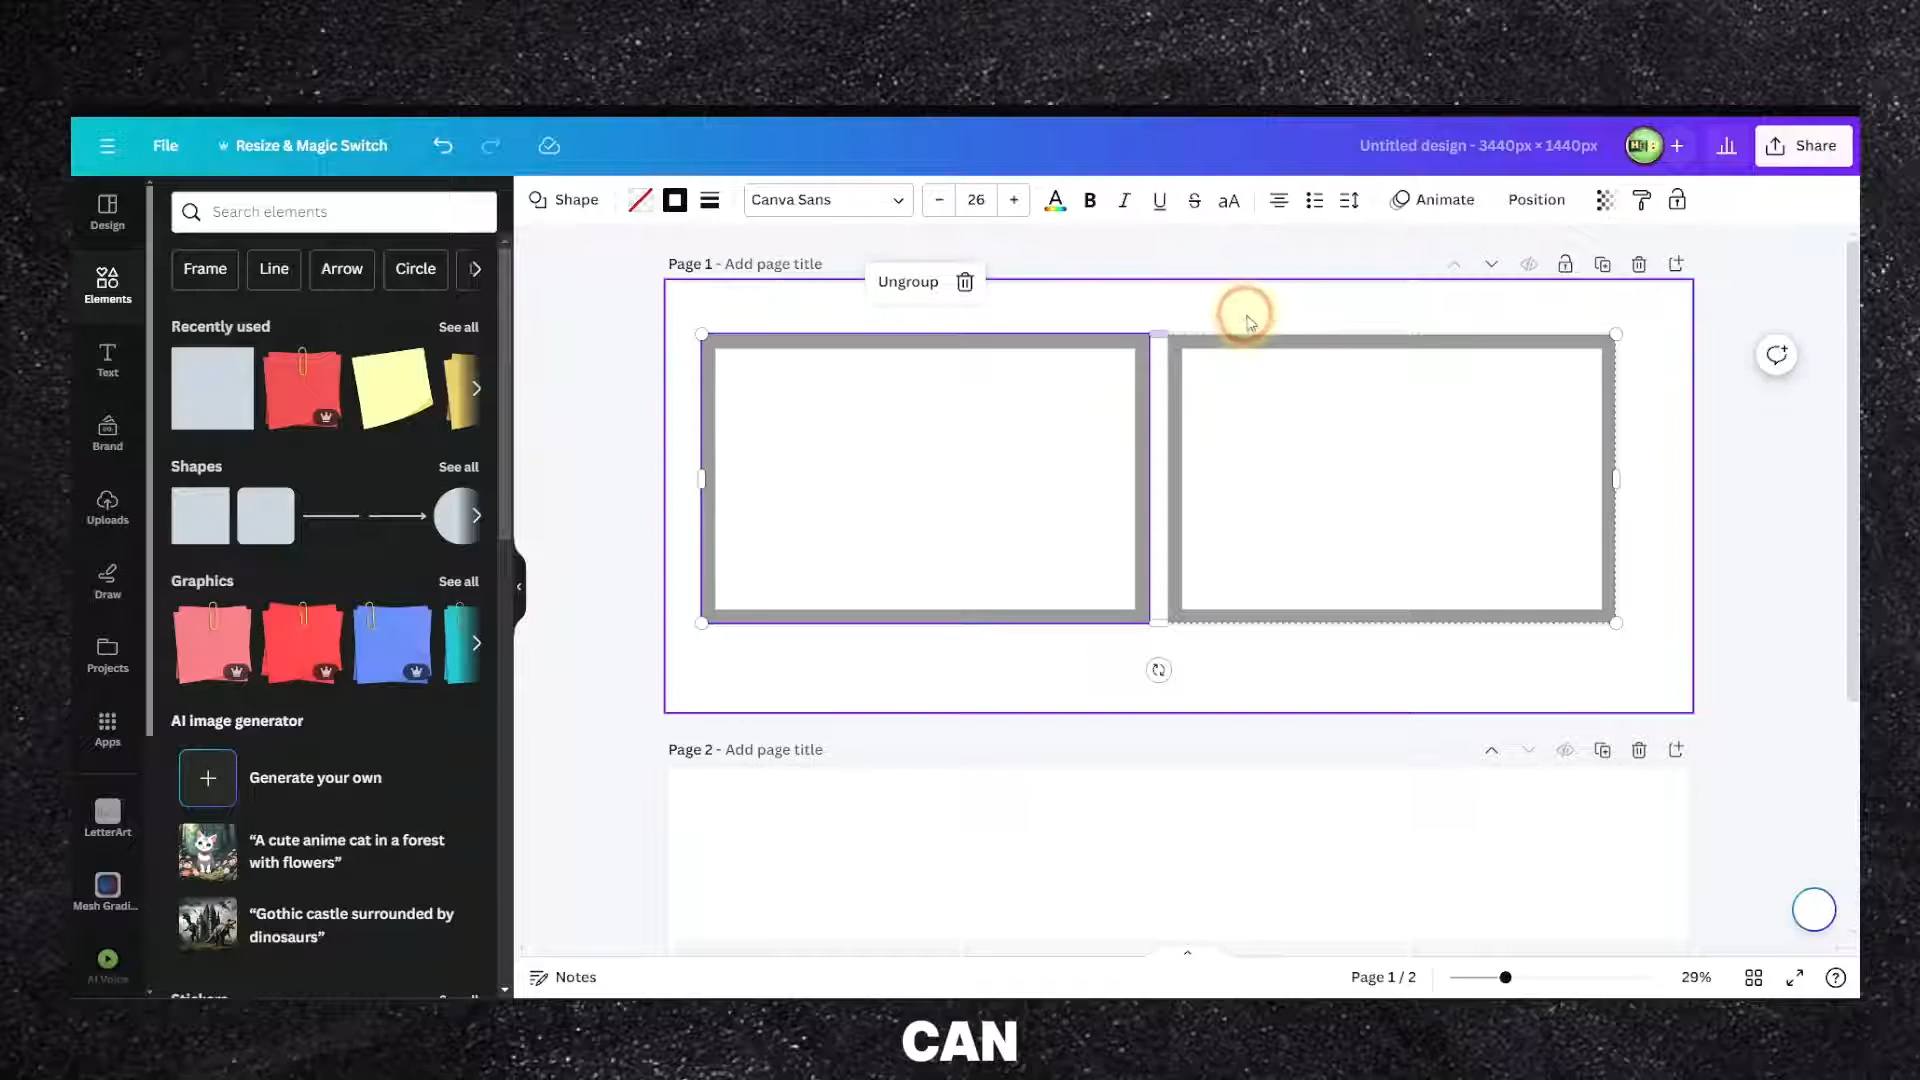 File
Resize & Magic Switch
Untitled design - 3440px × 1440px
Share
Design
Elements
Text
Brand
Uploads
Draw
Projects
Apps
LetterArt
Mesh Gradi...
AI Voice
Search elements
Frame
Line
Arrow
Circle
Recently used
See all
Shapes
See all
Graphics
See all
AI image generator
Generate your own
“A cute anime cat in a forest
with flowers”
“Gothic castle surrounded by
dinosaurs”
Shape
Canva Sans
26
A
B
I
U
S
aA
Animate
Position
Page 1 - Add page title
Ungroup
Page 2 - Add page title
Notes
Page 1 / 2
29%
CAN